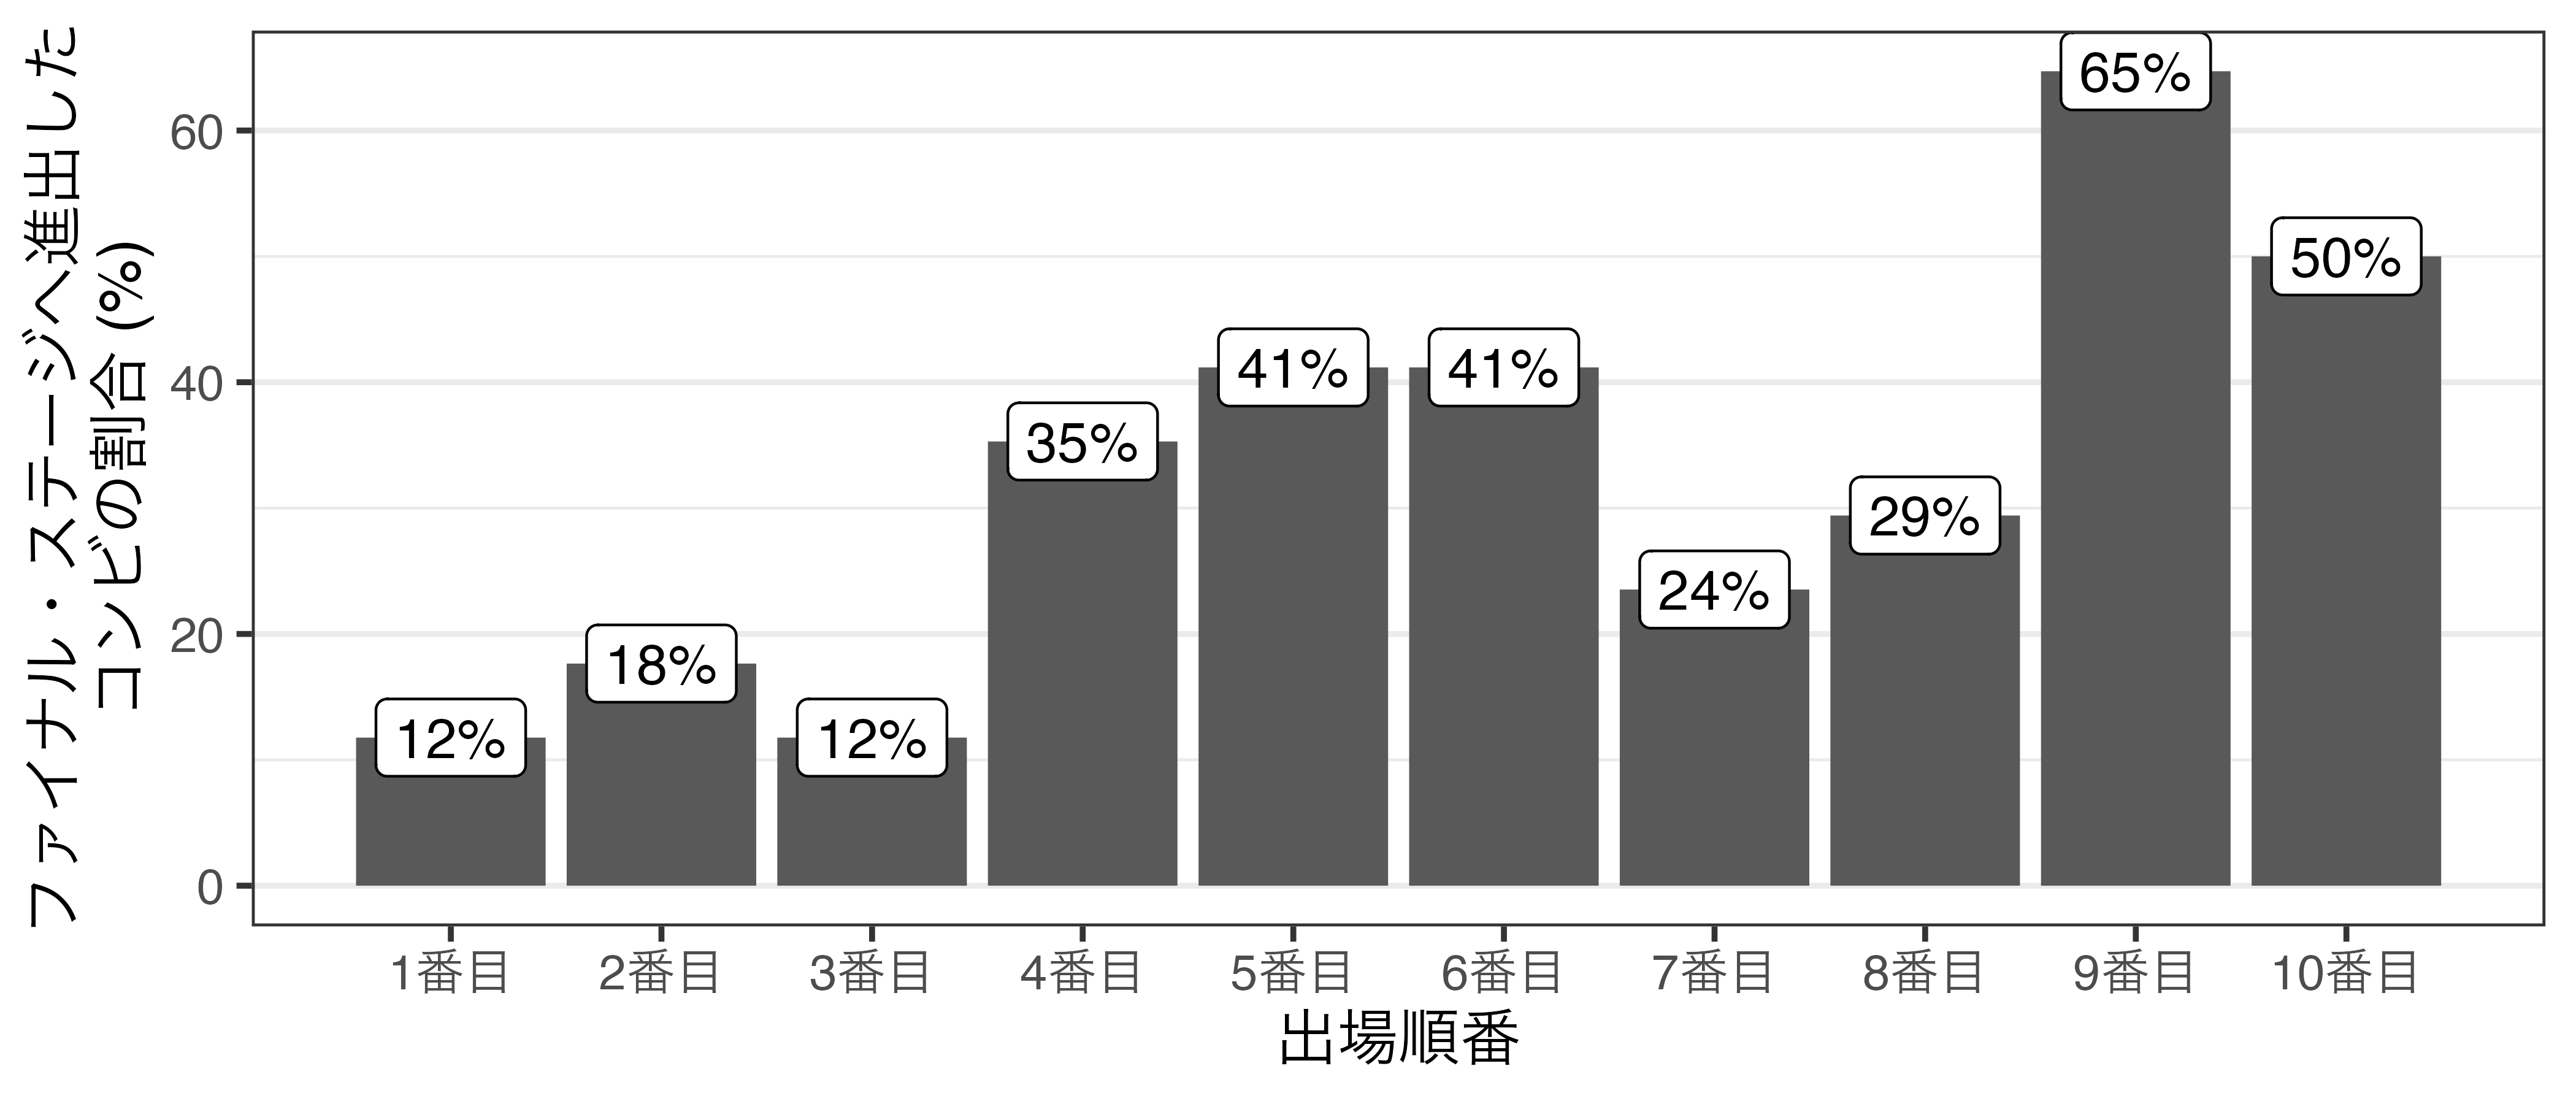 ファイナル・ステージへ進出した
コンビの割合 (%)
60
40
20
0
12%
18%
12%
35%
41%
41%
24%
29%
65%
50%
1番目
2番目
3番目
4番目
5番目
6番目
7番目
8番目
9番目
10番目
出場順番